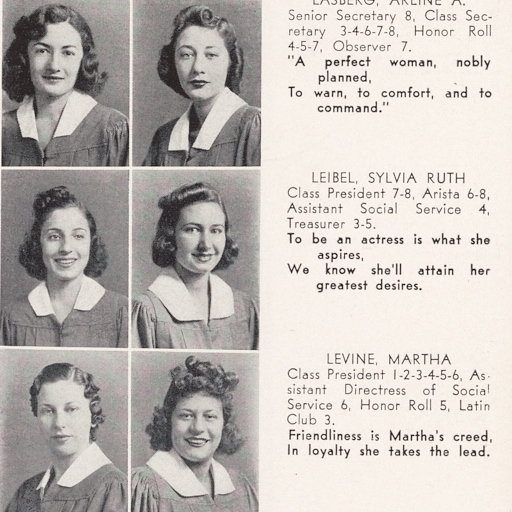 LASBERG, ARLINE A.
Senior Secretary 8, Class Sec-
retary 3-4-6-7-8, Honor Roll
4-5-7, Observer 7.
"A perfect woman, nobly
planned,
To warn, to comfort, and to
command."
LEIBEL, SYLVIA RUTH
Class President 7-8, Arista 6-8,
Assistant Social Service 4,
Treasurer 3-5.
To be an actress is what she
aspires,
We know she'll attain her
greatest desires.
LEVINE, MARTHA
Class President 1-2-3-4-5-6, As-
sistant Directress of Social
Service 6, Honor Roll 5, Latin
Club 3.
Friendliness is Martha's creed,
In loyalty she takes the lead.